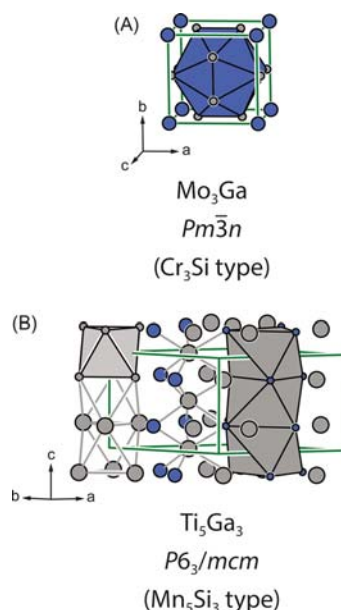 (A)
b
a
c
Mo₃Ga
Pm3̅n
(Cr₃Si type)
(B)
c
b
a
Ti₅Ga₃
P6₃/mcm
(Mn₅Si₃ type)